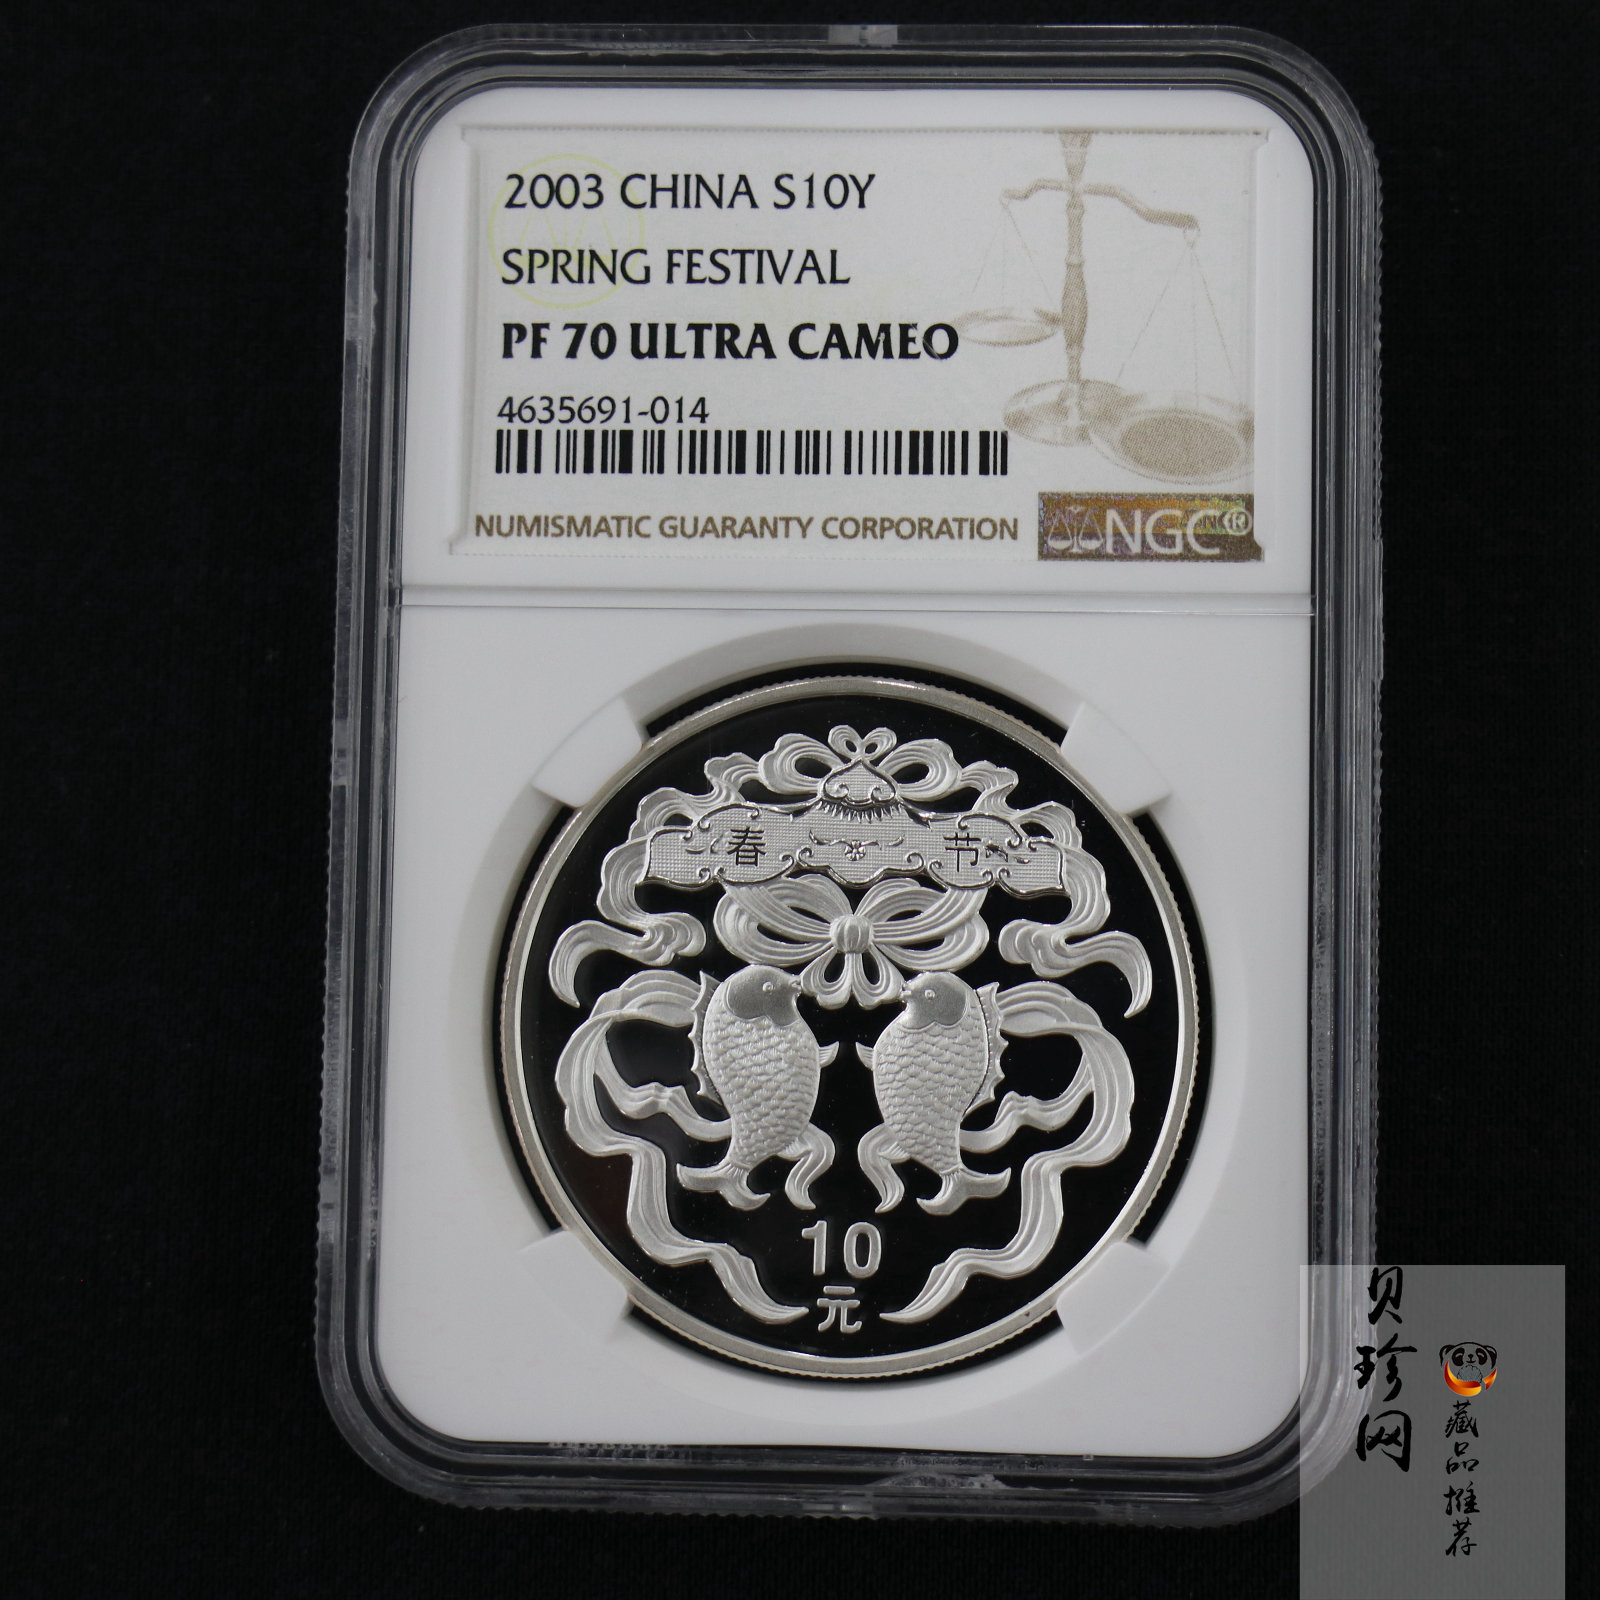 2003 CHINA S10Y
SPRING FESTIVAL
PF 70 ULTRA CAMEO
4635691-014
NUMISMATIC GUARANTY CORPORATION
NGC®
春 节
10
元
贝珍网
藏品推荐